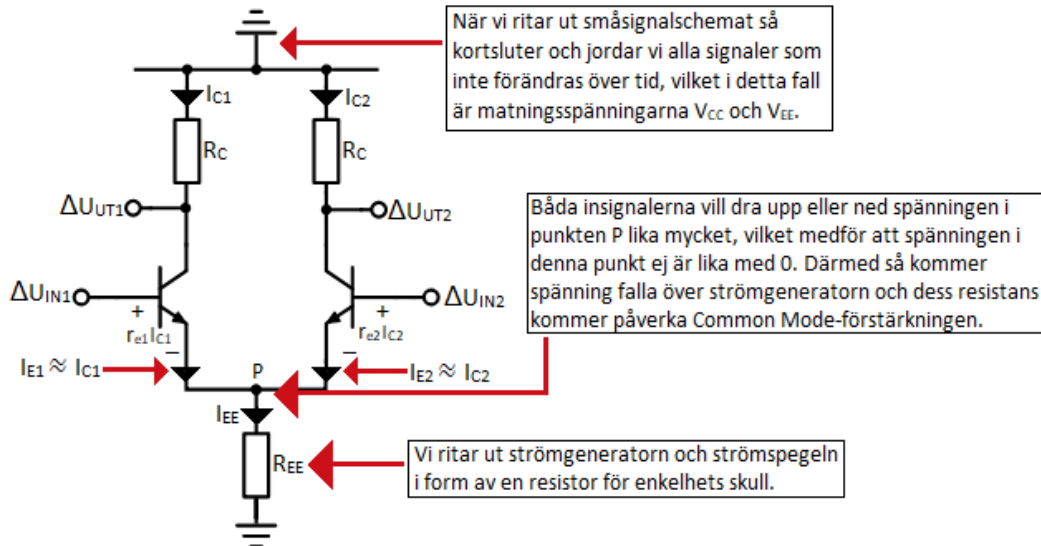 När vi ritar ut småsignalschemat så
kortsluter och jordar vi alla signaler som
inte förändras över tid, vilket i detta fall
är matningsspänningarna VCC och VEE.
IC1
IC2
RC
RC
ΔUUT1
ΔUUT2
Båda insignalerna vill dra upp eller ned spänningen i
punkten P lika mycket, vilket medför att spänningen i
denna punkt ej är lika med 0. Därmed så kommer
spänning falla över strömgeneratorn och dess resistans
kommer påverka Common Mode-förstärkningen.
ΔUIN1
ΔUIN2
+
+
re1IC1
re2IC2
−
−
IE1 ≈ IC1
P
IE2 ≈ IC2
IEE
REE
Vi ritar ut strömgeneratorn och strömspegeln
i form av en resistor för enkelhets skull.